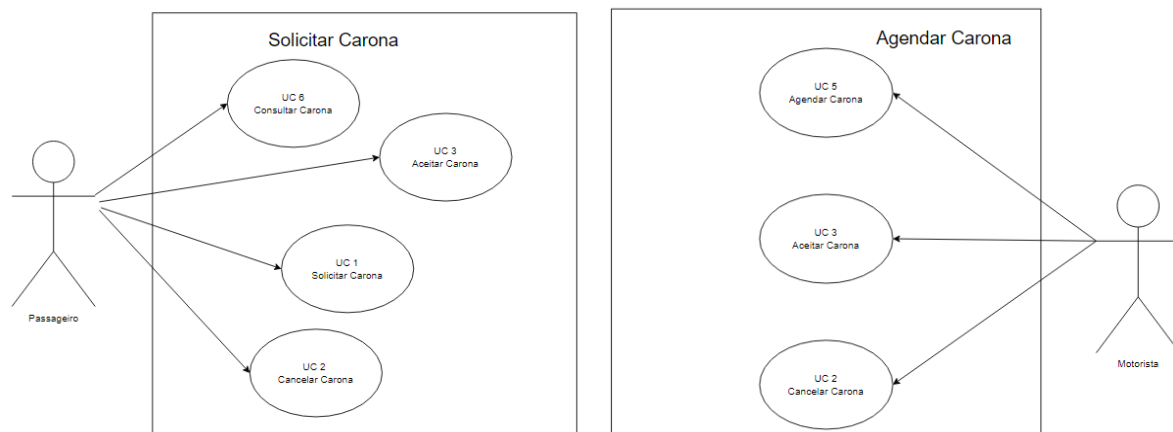 Solicitar Carona
UC 6
Consultar Carona
UC 3
Aceitar Carona
UC 1
Solicitar Carona
UC 2
Cancelar Carona
Passageiro
Agendar Carona
UC 5
Agendar Carona
UC 3
Aceitar Carona
UC 2
Cancelar Carona
Motorista